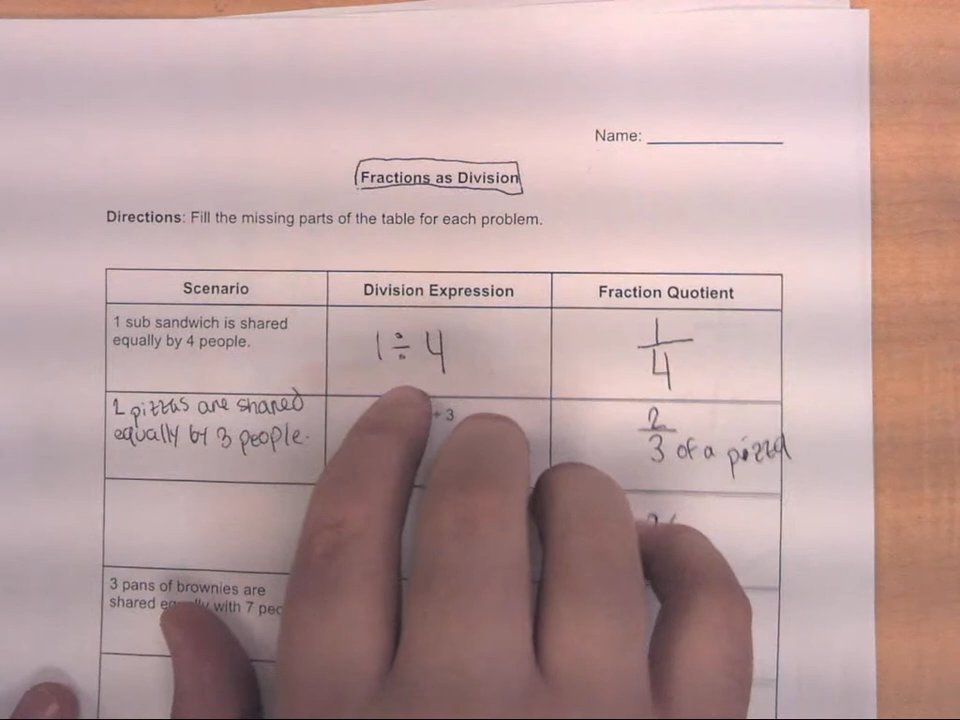 Name: ____________
Fractions as Division
Directions: Fill the missing parts of the table for each problem.
Scenario
Division Expression
Fraction Quotient
1 sub sandwich is shared
equally by 4 people.
1 ÷ 4
1
4
2 pizzas are shared
equally by 3 people.
÷ 3
2
3 of a pizza
3 pans of brownies are
shared with 7